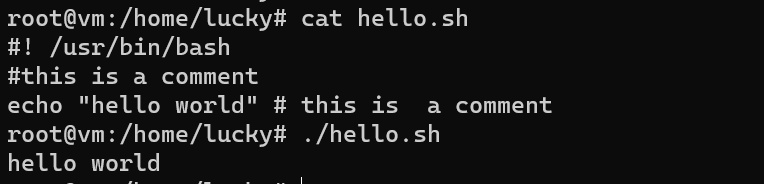 root@vm:/home/lucky# cat hello.sh
#! /usr/bin/bash
#this is a comment
echo "hello world" # this is  a comment
root@vm:/home/lucky# ./hello.sh
hello world